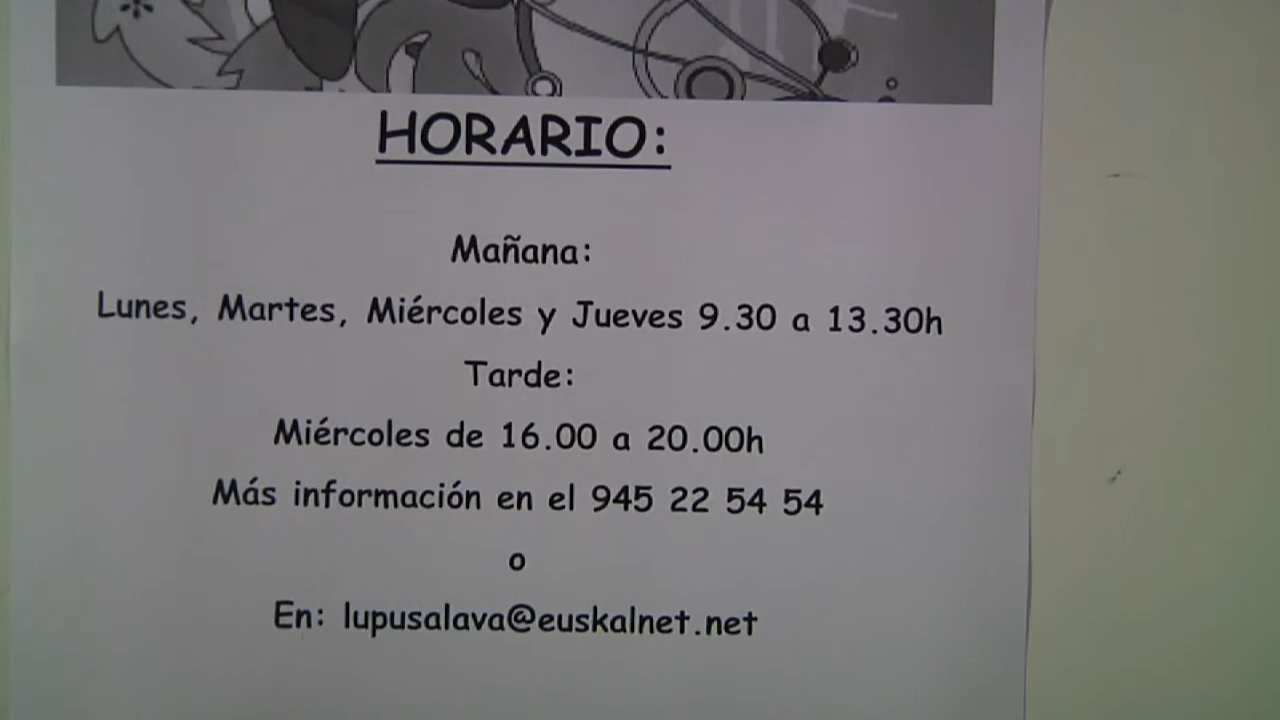 HORARIO:
Mañana:
Lunes, Martes, Miércoles y Jueves 9.30 a 13.30h
Tarde:
Miércoles de 16.00 a 20.00h
Más información en el 945 22 54 54
o
En: lupusalava@euskalnet.net